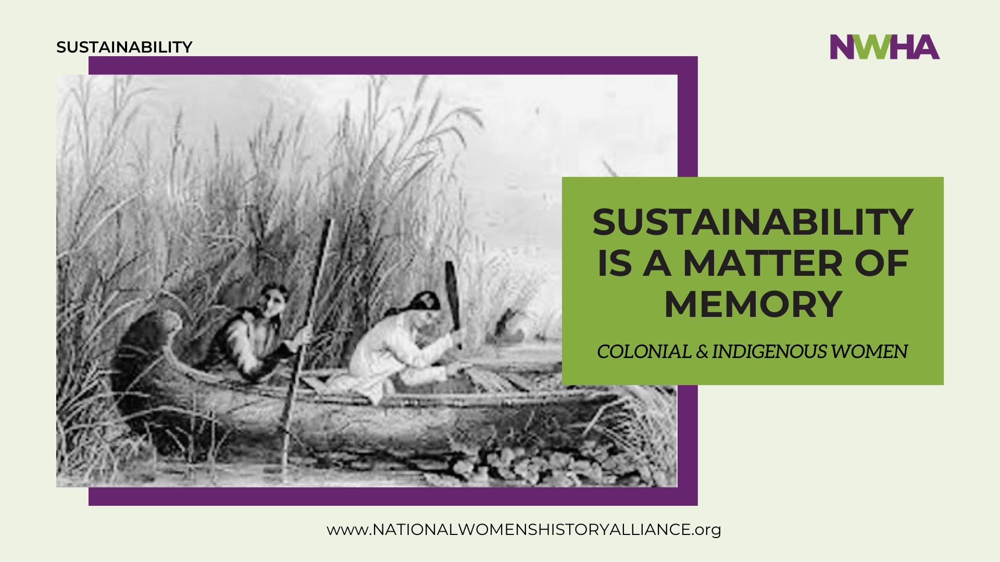 SUSTAINABILITY
NWHA
SUSTAINABILITY
IS A MATTER OF
MEMORY
COLONIAL & INDIGENOUS WOMEN
www.NATIONALWOMENSHISTORYALLIANCE.org